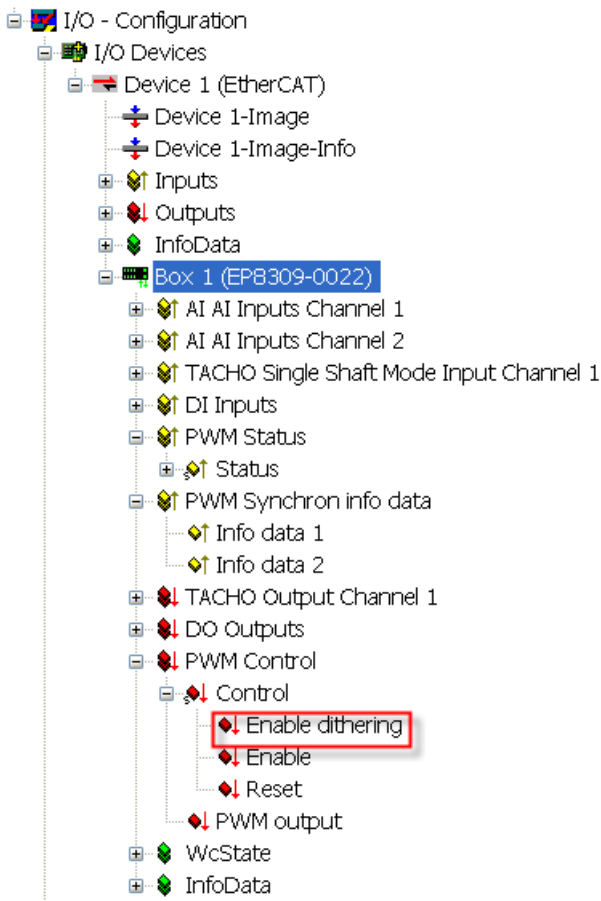 I/O - Configuration
I/O Devices
Device 1 (EtherCAT)
Device 1-Image
Device 1-Image-Info
Inputs
Outputs
InfoData
Box 1 (EP8309-0022)
AI AI Inputs Channel 1
AI AI Inputs Channel 2
TACHO Single Shaft Mode Input Channel 1
DI Inputs
PWM Status
Status
PWM Synchron info data
Info data 1
Info data 2
TACHO Output Channel 1
DO Outputs
PWM Control
Control
Enable dithering
Enable
Reset
PWM output
WcState
InfoData